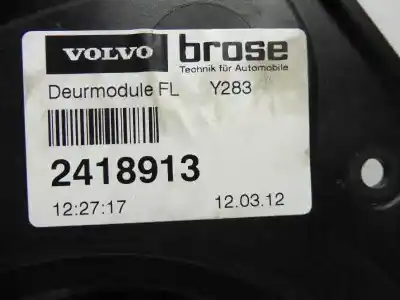 VOLVO brose
Technik für Automobile
Deurmodule FL Y283
2418913
12:27:17 12.03.12